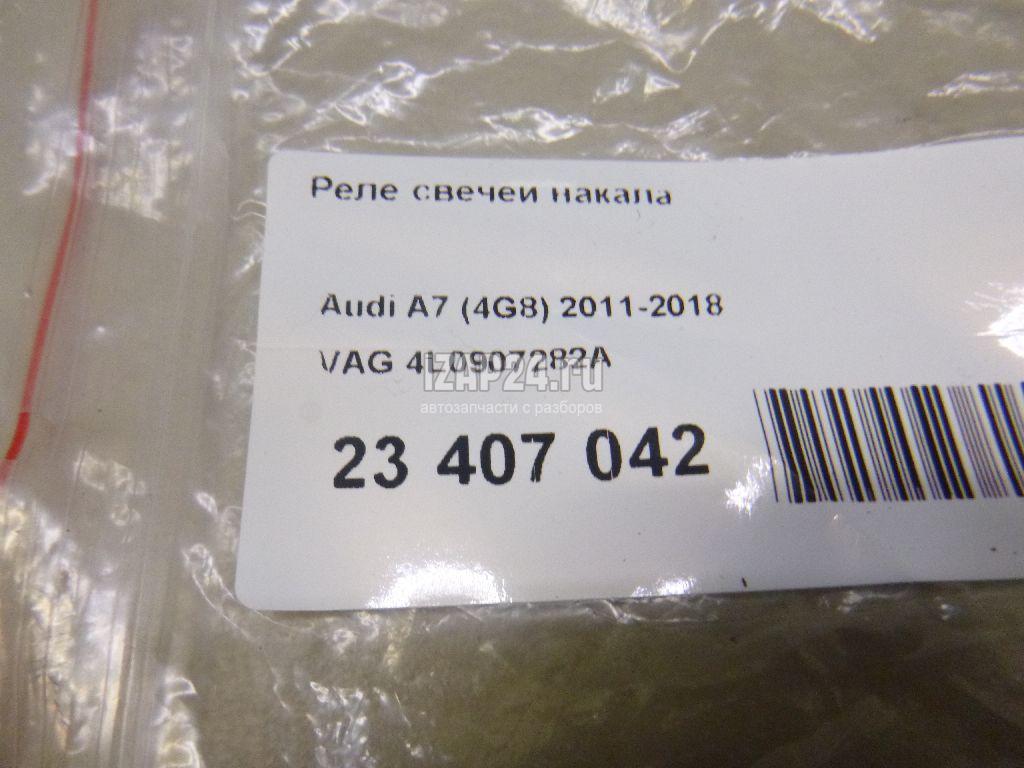 Реле свечей накала
Audi A7 (4G8) 2011-2018
VAG 4L0907282A
iZAP24.ru
автозапчасти с разборов
23 407 042